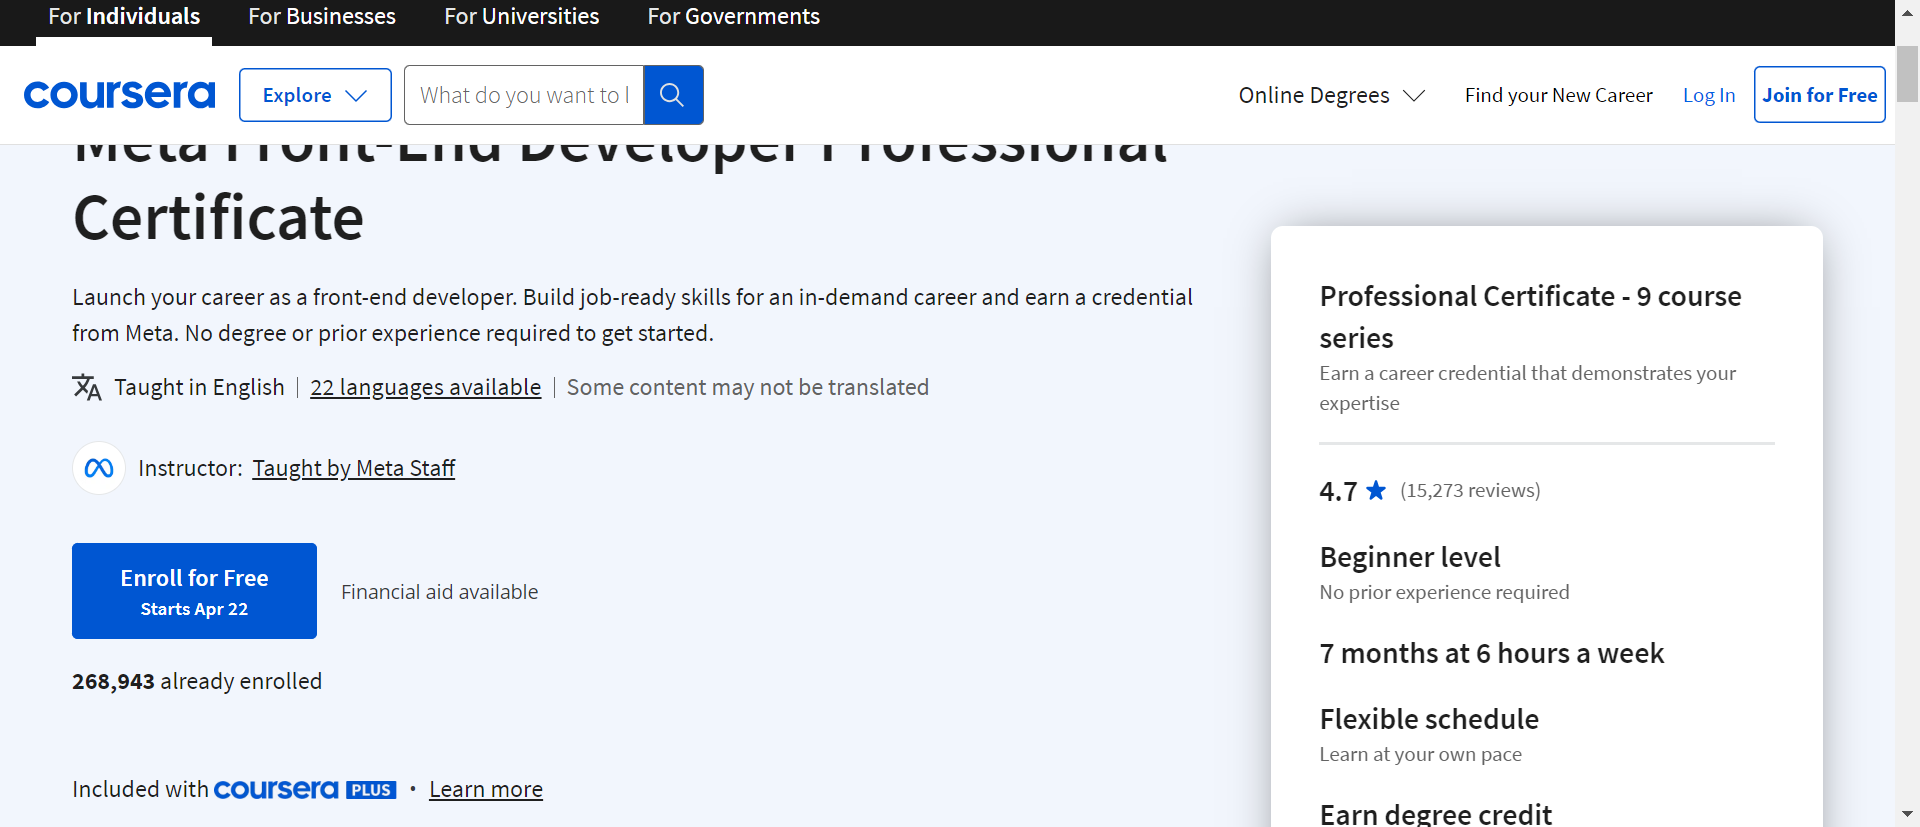 For Individuals
For Businesses
For Universities
For Governments
coursera
Explore
What do you want to l
Online Degrees
Find your New Career
Log In
Join for Free
Meta Front-End Developer Professional
Certificate
Launch your career as a front-end developer. Build job-ready skills for an in-demand career and earn a credential
from Meta. No degree or prior experience required to get started.
Taught in English | 22 languages available | Some content may not be translated
Instructor: Taught by Meta Staff
Enroll for Free
Starts Apr 22
Financial aid available
268,943 already enrolled
Included with coursera PLUS • Learn more
Professional Certificate - 9 course
series
Earn a career credential that demonstrates your
expertise
4.7 ★ (15,273 reviews)
Beginner level
No prior experience required
7 months at 6 hours a week
Flexible schedule
Learn at your own pace
Earn degree credit